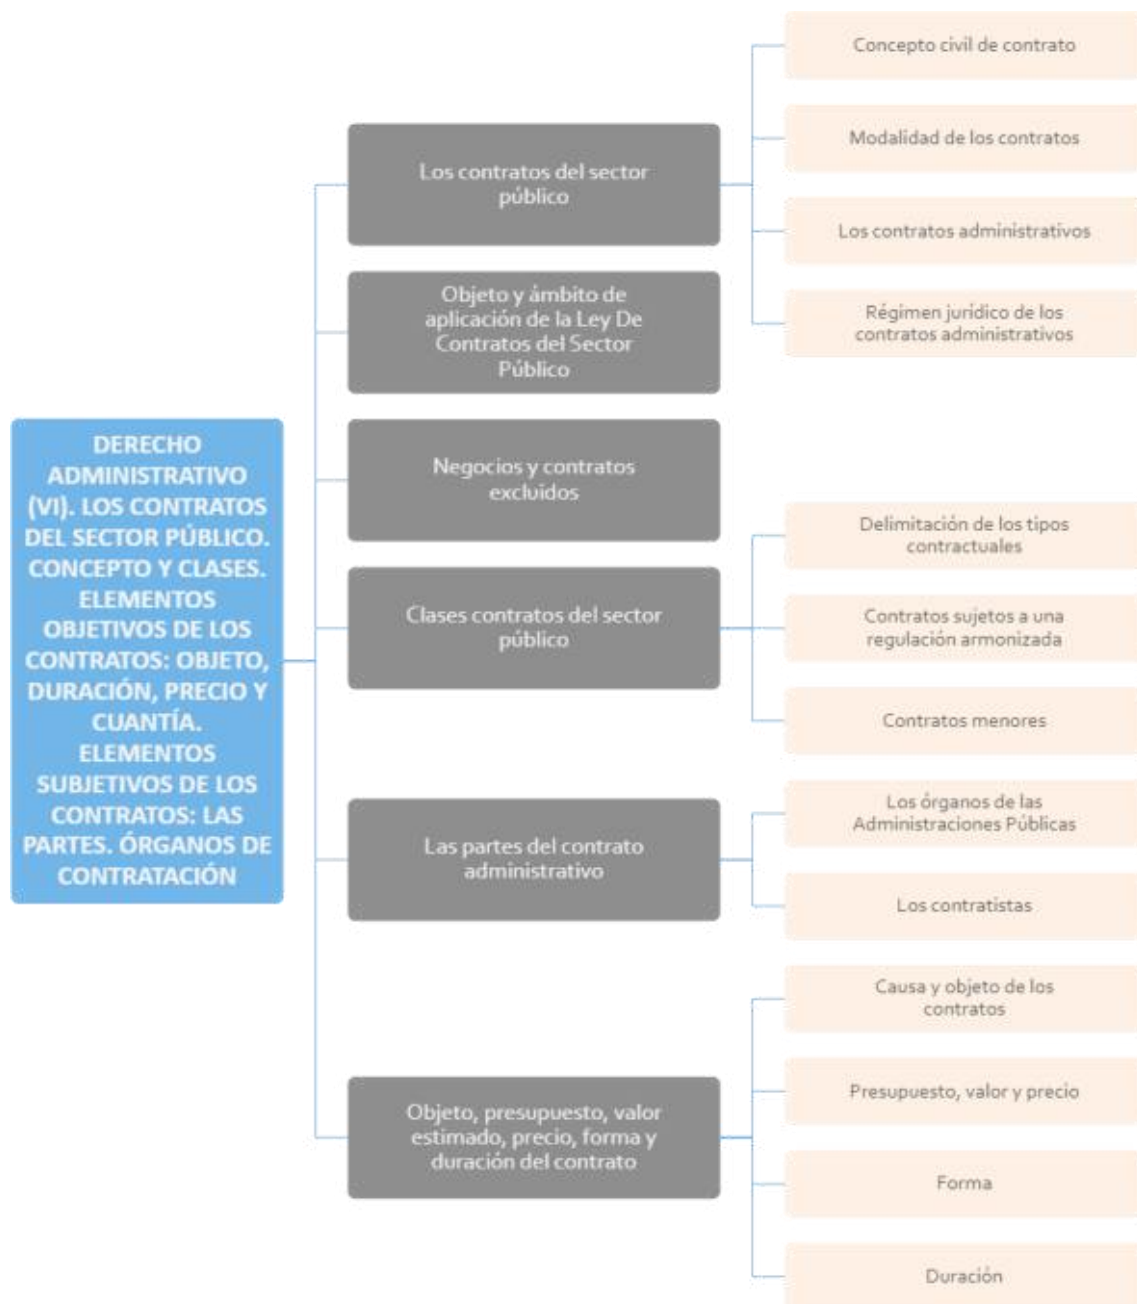 DERECHO
ADMINISTRATIVO
(VI). LOS CONTRATOS
DEL SECTOR PÚBLICO.
CONCEPTO Y CLASES.
ELEMENTOS
OBJETIVOS DE LOS
CONTRATOS: OBJETO,
DURACIÓN, PRECIO Y
CUANTÍA.
ELEMENTOS
SUBJETIVOS DE LOS
CONTRATOS: LAS
PARTES. ÓRGANOS DE
CONTRATACIÓN
Los contratos del sector
público
Concepto civil de contrato
Modalidad de los contratos
Los contratos administrativos
Régimen jurídico de los
contratos administrativos
Objeto y ámbito de
aplicación de la Ley De
Contratos del Sector
Público
Negocios y contratos
excluidos
Clases contratos del sector
público
Delimitación de los tipos
contractuales
Contratos sujetos a una
regulación armonizada
Contratos menores
Las partes del contrato
administrativo
Los órganos de las
Administraciones Públicas
Los contratistas
Objeto, presupuesto, valor
estimado, precio, forma y
duración del contrato
Causa y objeto de los
contratos
Presupuesto, valor y precio
Forma
Duración